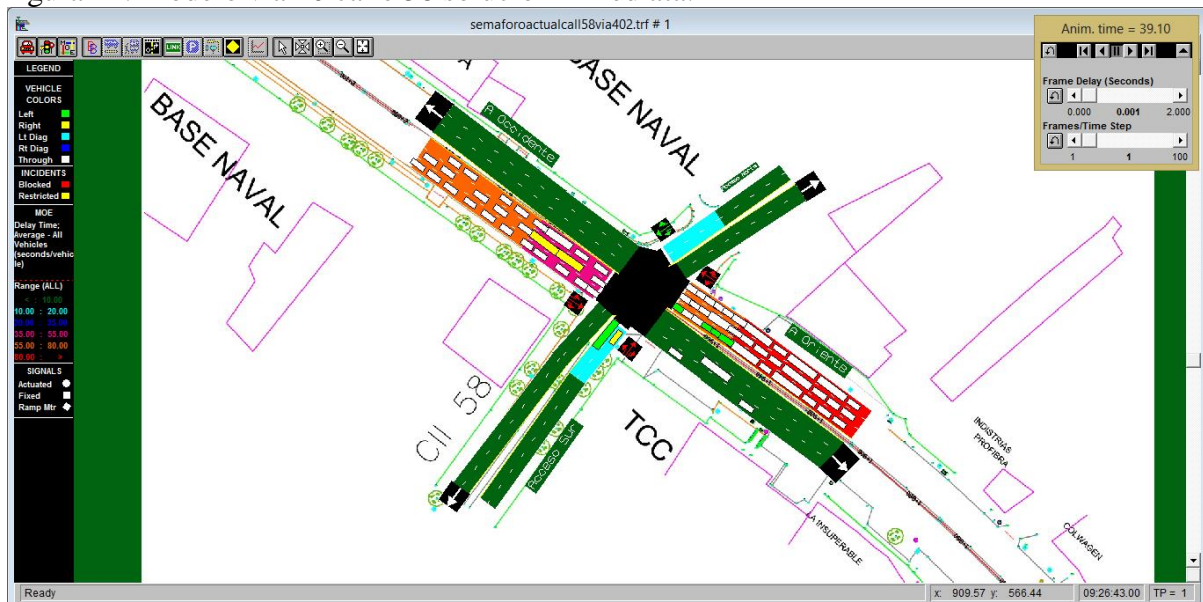 semaforoactualcall58via402.trf # 1
Anim. time = 39.10
Frame Delay (Seconds)
0.000 0.001 2.000
Frames/Time Step
1 1 100
LEGEND
VEHICLE
COLORS
Left
Right
Lt Diag
Rt Diag
Through
INCIDENTS
Blocked
Restricted
MOE
Delay Time;
Average - All
Vehicles
(seconds/vehic
le)
Range (ALL)
< : 10.00
10.00 : 20.00
35.00 : 55.00
55.00 : 80.00
80.00 : >
SIGNALS
Actuated
Fixed
Ramp Mtr
BASE NAVAL
BASE NAVAL
A Occidente
A Oriente
Cll 58
Acceso Sur
TCC
INDUSTRIAS
PROFIBRA
LA INSUPERABLE
COLWAGEN
Ready
x: 909.57 y: 566.44
09:26:43.00
TP = 1